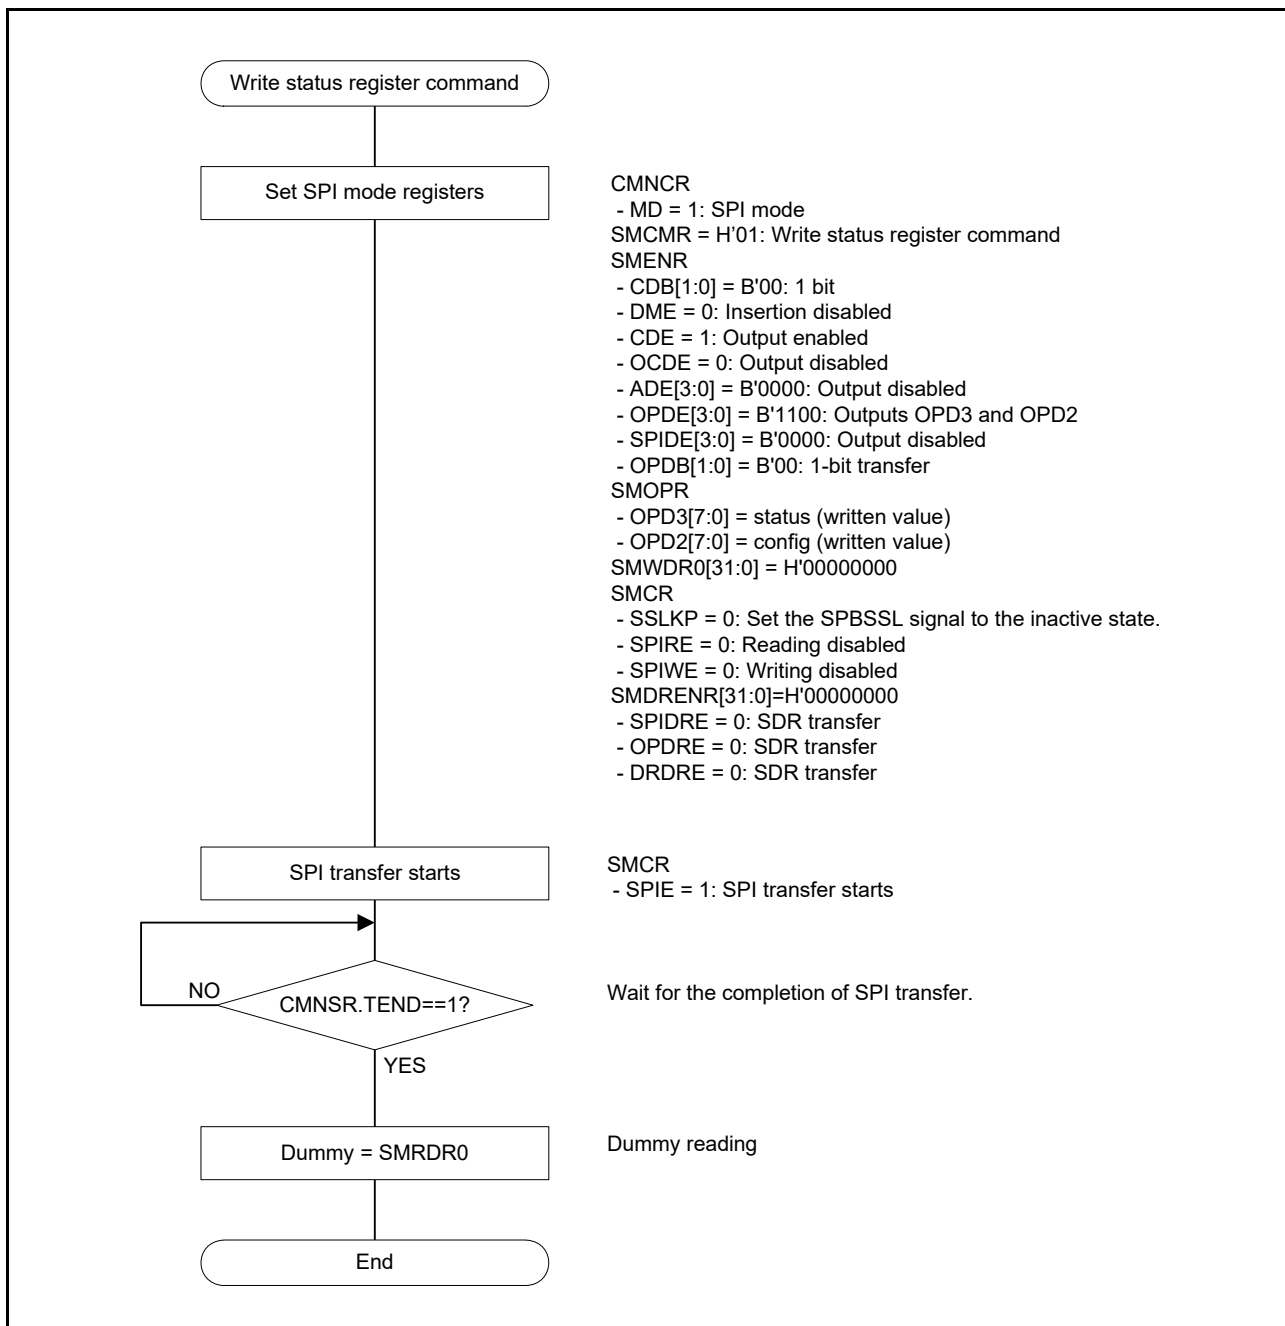 Write status register command
Set SPI mode registers
CMNCR
- MD = 1: SPI mode
SMCMR = H’01: Write status register command
SMENR
- CDB[1:0] = B'00: 1 bit
- DME = 0: Insertion disabled
- CDE = 1: Output enabled
- OCDE = 0: Output disabled
- ADE[3:0] = B'0000: Output disabled
- OPDE[3:0] = B'1100: Outputs OPD3 and OPD2
- SPIDE[3:0] = B'0000: Output disabled
- OPDB[1:0] = B'00: 1-bit transfer
SMOPR
- OPD3[7:0] = status (written value)
- OPD2[7:0] = config (written value)
SMWDR0[31:0] = H'00000000
SMCR
- SSLKP = 0: Set the SPBSSL signal to the inactive state.
- SPIRE = 0: Reading disabled
- SPIWE = 0: Writing disabled
SMDRENR[31:0]=H'00000000
- SPIDRE = 0: SDR transfer
- OPDRE = 0: SDR transfer
- DRDRE = 0: SDR transfer
SPI transfer starts
SMCR
- SPIE = 1: SPI transfer starts
NO
CMNSR.TEND==1?
Wait for the completion of SPI transfer.
YES
Dummy = SMRDR0
Dummy reading
End